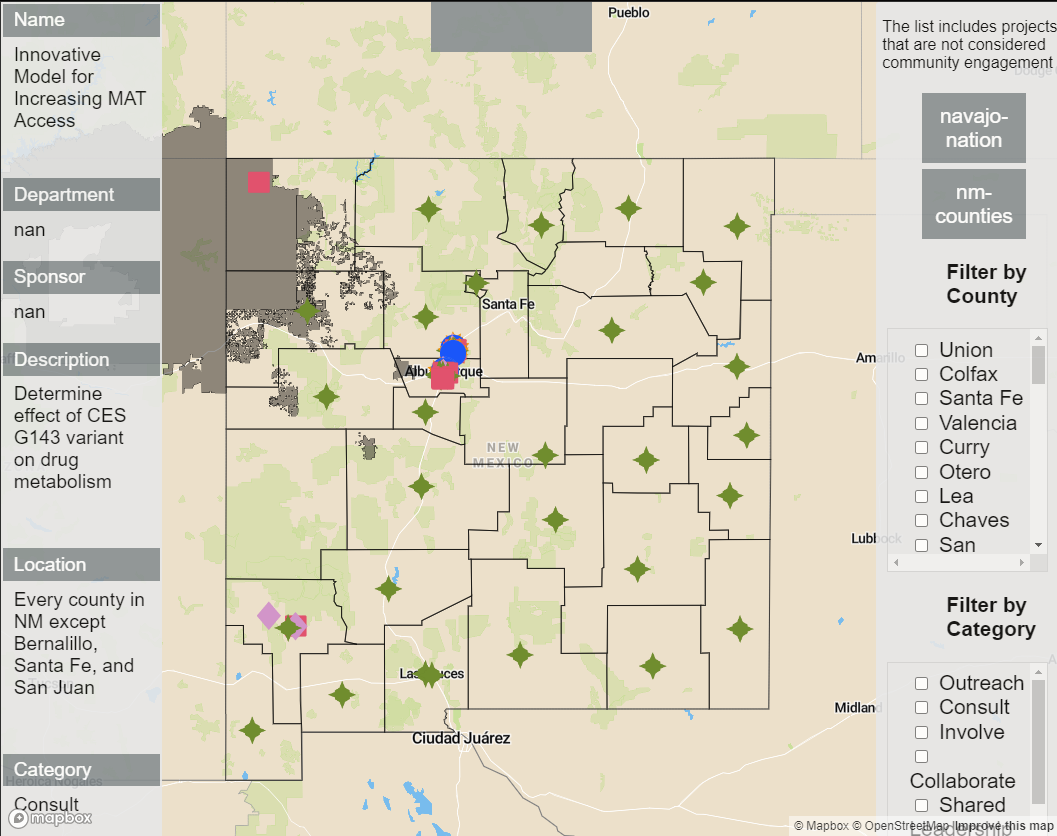 Name
Innovative
Model for
Increasing MAT
Access
Department
nan
Sponsor
nan
Description
Determine
effect of CES
G143 variant
on drug
metabolism
Location
Every county in
NM except
Bernalillo,
Santa Fe, and
San Juan
Category
Consult
mapbox
Tucson
Heroica Nogales
Pueblo
Santa Fe
NEW
MEXICO
Las
uces
Ciudad Juárez
Amarillo
Lubbock
Midland
Dodge
The list includes projects
that are not considered
community engagement
navajo-
nation
nm-
counties
Filter by
County
Union
Colfax
Santa Fe
Valencia
Curry
Otero
Lea
Chaves
San
Filter by
Category
Outreach
Consult
Involve
Collaborate
Shared
Leadership
© Mapbox © OpenStreetMap Improve this map